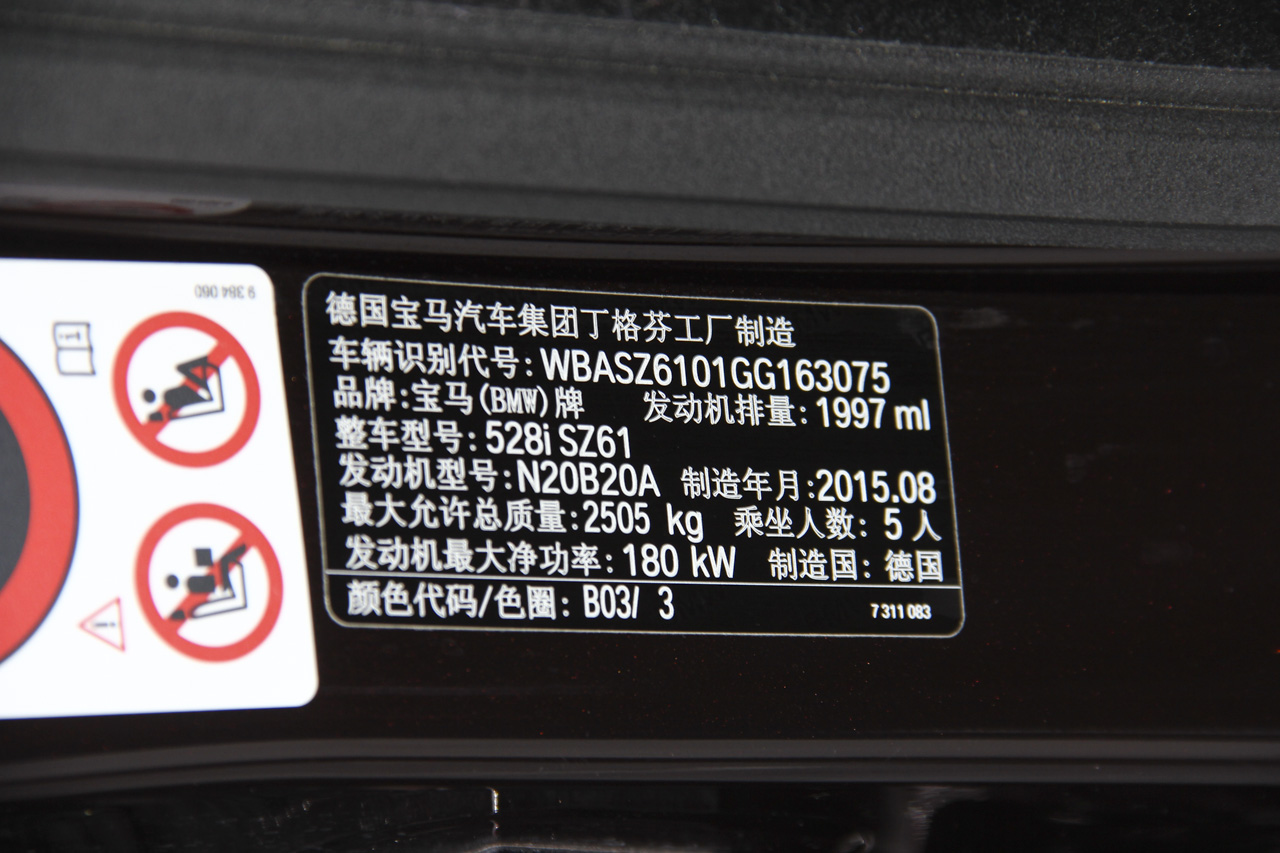 9 384 060
德国宝马汽车集团丁格芬工厂制造
车辆识别代号：WBASZ6101GG163075
品牌：宝马(BMW)牌 发动机排量：1997 ml
整车型号：528i SZ61
发动机型号：N20B20A 制造年月：2015.08
最大允许总质量：2505 kg 乘坐人数：5人
发动机最大净功率：180 kW 制造国：德国
颜色代码/色圈：B03/ 3
7 311 083